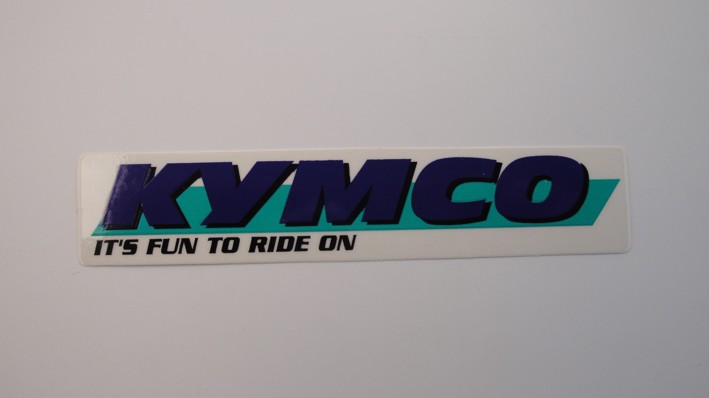 KYMCO
IT'S FUN TO RIDE ON